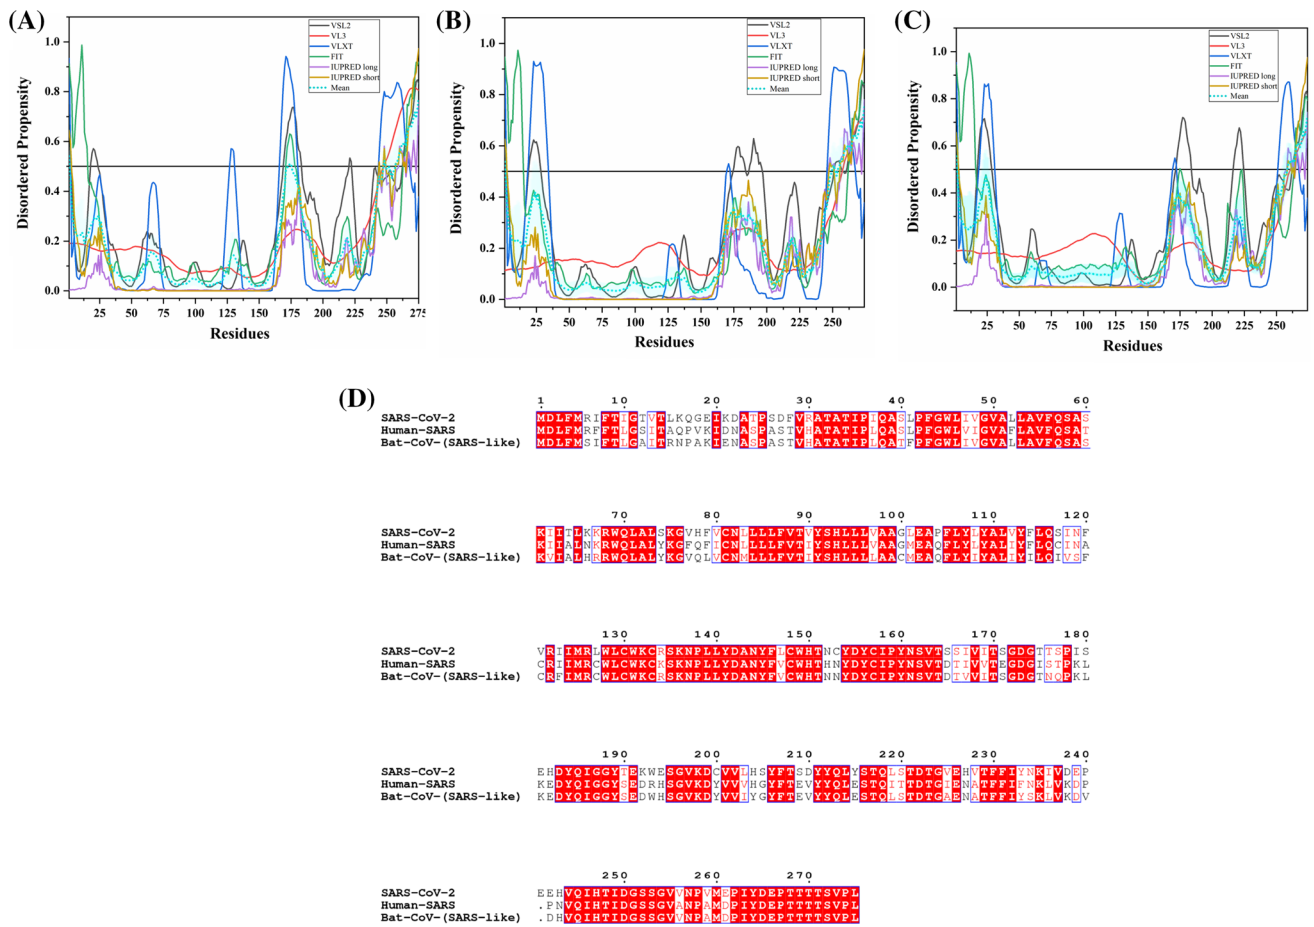 (A)
VSL2
VL3
VLXT
FIT
IUPRED long
IUPRED short
Mean
Disordered Propensity
1.0
0.8
0.6
0.4
0.2
0.0
25 50 75 100 125 150 175 200 225 250 275
Residues
(B)
VSL2
VL3
VLXT
FIT
IUPRED long
IUPRED short
Mean
Disordered Propensity
1.0
0.8
0.6
0.4
0.2
0.0
25 50 75 100 125 150 175 200 225 250
Residues
(C)
VSL2
VL3
VLXT
FIT
IUPRED long
IUPRED short
Mean
Disordered Propensity
1.0
0.8
0.6
0.4
0.2
0.0
25 50 75 100 125 150 175 200 225 250
Residues
(D)
1 10 20 30 40 50 60
SARS-CoV-2 MDLFMRIFTIGTVTLKQGEIKDATPSDFVRATATIPIQASLPFGWLIVGVALLAVFQSAS
Human-SARS MDLFMRFFTLGSITAQPVKIDNASPASTVHATATIPLQASLPFGWLVIGVAFLAVFQSAT
Bat-CoV-(SARS-like) MDLFMSIFTLGAITRNPAKIENASPASTVHATATIPLQATFPFGWLVIGVALLAVFQSAS
70 80 90 100 110 120
SARS-CoV-2 KIITLKKRWQLALSKGVHFVCNLLLLFVTVYSHLLLVAAGLEAPFLYLYALVYFLQSINF
Human-SARS KIIALNKRWQLALYKGFQFICNLLLLFVTIYSHLLLVAAGMEAQFLYLYALIYFLQCINA
Bat-CoV-(SARS-like) KVIALHRRWQLALYKGVQLVCNMLLLFVTIYSHLLLLAACMEAQFLYIYALIYILQIVSF
130 140 150 160 170 180
SARS-CoV-2 VRIIMRLWLCWKCRSKNPLLYDANYFLCWHTNCYDYCIPYNSVTSSIVITSGDGTTSPIS
Human-SARS CRIIMRCWLCWKCKSKNPLLYDANYFVCWHTHNYDYCIPYNSVTDTIVVTEGDGISTPKL
Bat-CoV-(SARS-like) CRFIMRCWLCWKCRSKNPLLYDANYFVCWHTNNYDYCIPYNSVTDTVVITSGDGTNQPKL
190 200 210 220 230 240
SARS-CoV-2 EHDYQIGGYTEKWESGVKDCVVLHSYFTSDYYQLYSTQLSTDTGVEHVTFFIYNKIVDEP
Human-SARS KEDYQIGGYSEDRHSGVKDYVVVHGYFTEVYYQLESTQITTDTGIENATFFIFNKLVKDP
Bat-CoV-(SARS-like) KEDYQIGGYSEDWHSGVKDYVVIYGYFTEVYYQLESTQLTTDTGAENATFFIYSKLVKDV
250 260 270
SARS-CoV-2 EEHVQIHTIDGSSGVVNPVMEPIYDEPTTTTSVPL
Human-SARS .PNVQIHTIDGSSGVANPAMDPIYDEPTTTTSVPL
Bat-CoV-(SARS-like) .DHVQIHTIDGSSGVVNPAMDPIYDEPTTTTSVPL